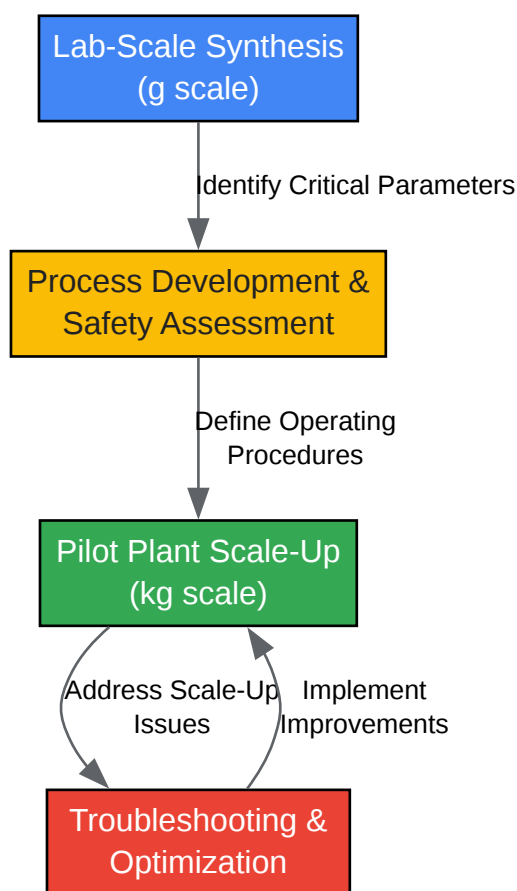 Lab-Scale Synthesis
(g scale)
Identify Critical Parameters
Process Development &
Safety Assessment
Define Operating
Procedures
Pilot Plant Scale-Up
(kg scale)
Address Scale-Up
Issues
Implement
Improvements
Troubleshooting &
Optimization